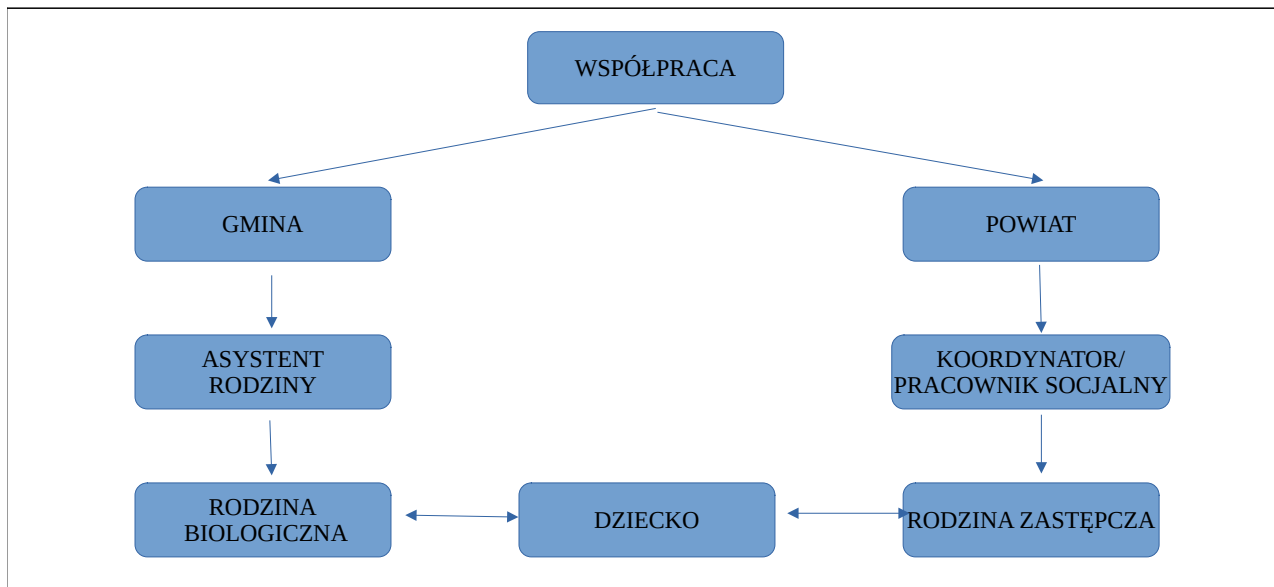 WSPÓŁPRACA
GMINA
POWIAT
ASYSTENT
RODZINY
KOORDYNATOR/
PRACOWNIK SOCJALNY
RODZINA
BIOLOGICZNA
DZIECKO
RODZINA ZASTĘPCZA